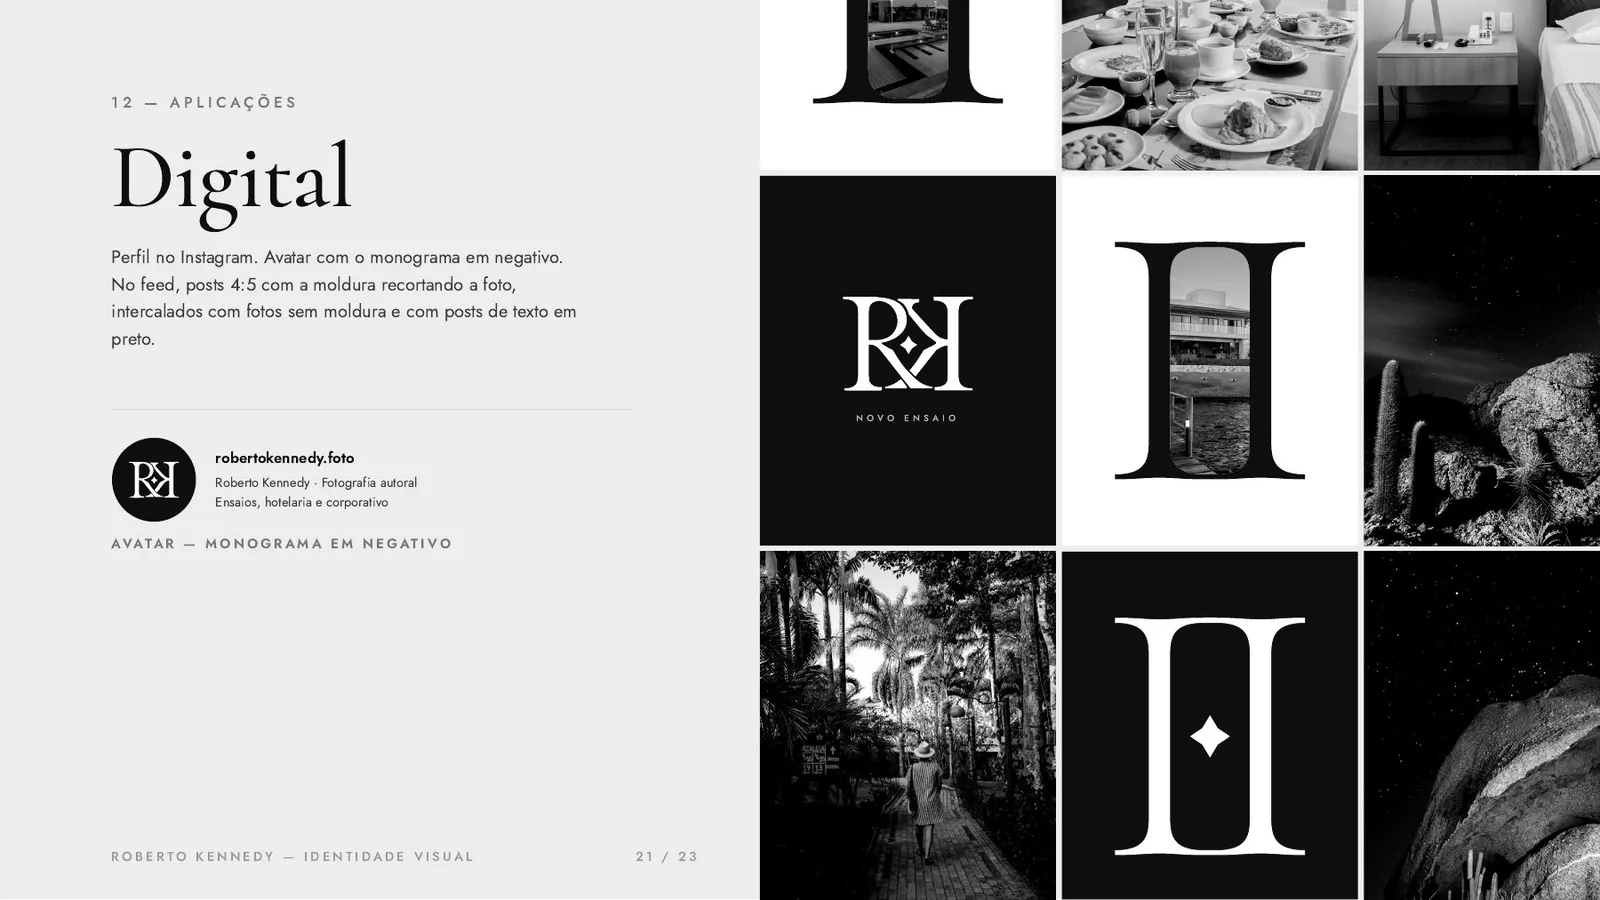 12 — APLICAÇÕES
Digital
Perfil no Instagram. Avatar com o monograma em negativo.
No feed, posts 4:5 com a moldura recortando a foto,
intercalados com fotos sem moldura e com posts de texto em
preto.
robertokennedy.foto
Roberto Kennedy · Fotografia autoral
Ensaios, hotelaria e corporativo
AVATAR — MONOGRAMA EM NEGATIVO
ROBERTO KENNEDY — IDENTIDADE VISUAL
21 / 23
NOVO ENSAIO